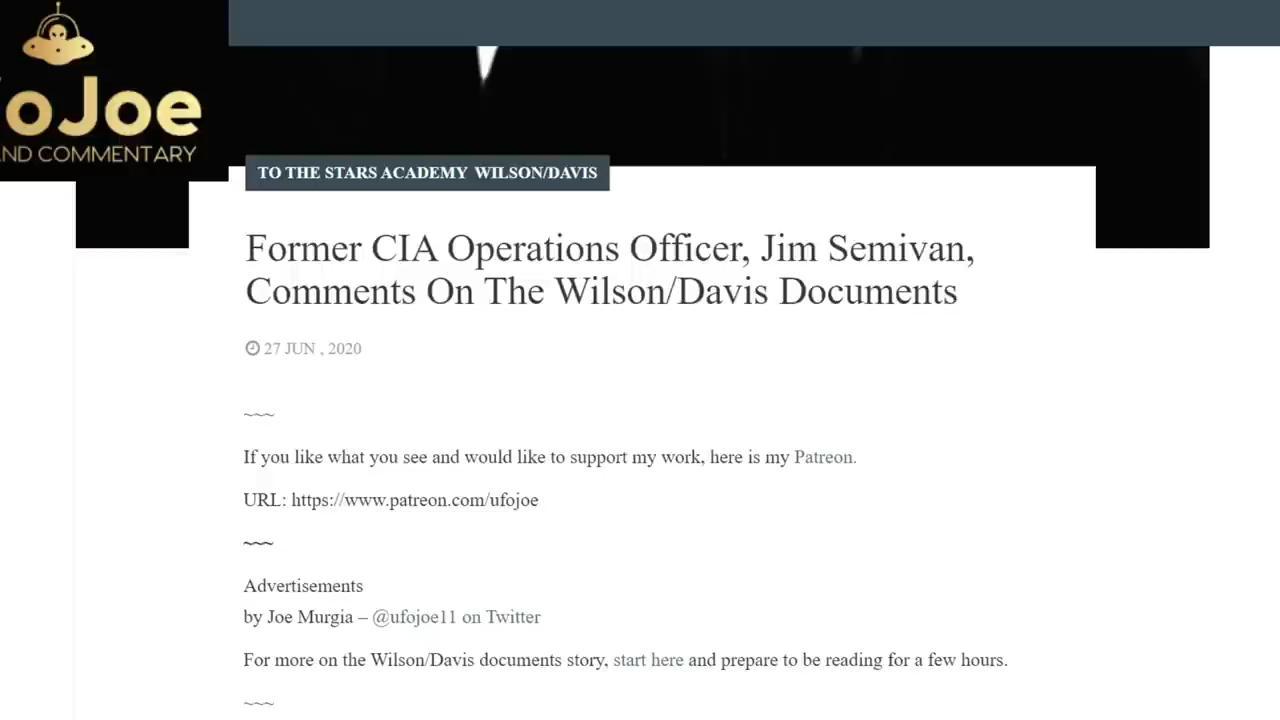 oJoe
ND COMMENTARY
TO THE STARS ACADEMY WILSON/DAVIS
Former CIA Operations Officer, Jim Semivan,
Comments On The Wilson/Davis Documents
27 JUN , 2020
~~~
If you like what you see and would like to support my work, here is my Patreon.
URL: https://www.patreon.com/ufojoe
~~~
Advertisements
by Joe Murgia – @ufojoe11 on Twitter
For more on the Wilson/Davis documents story, start here and prepare to be reading for a few hours.
~~~